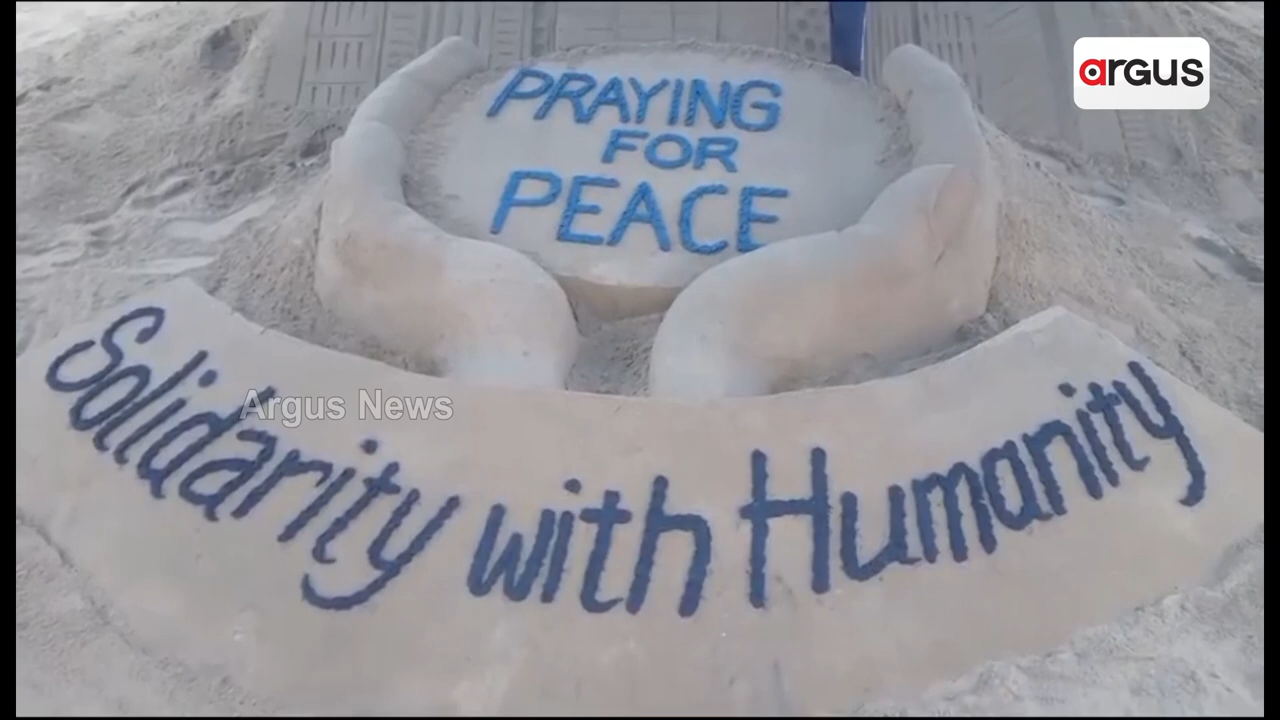 argus
PRAYING
FOR
PEACE
Argus News
Solidarity with Humanity